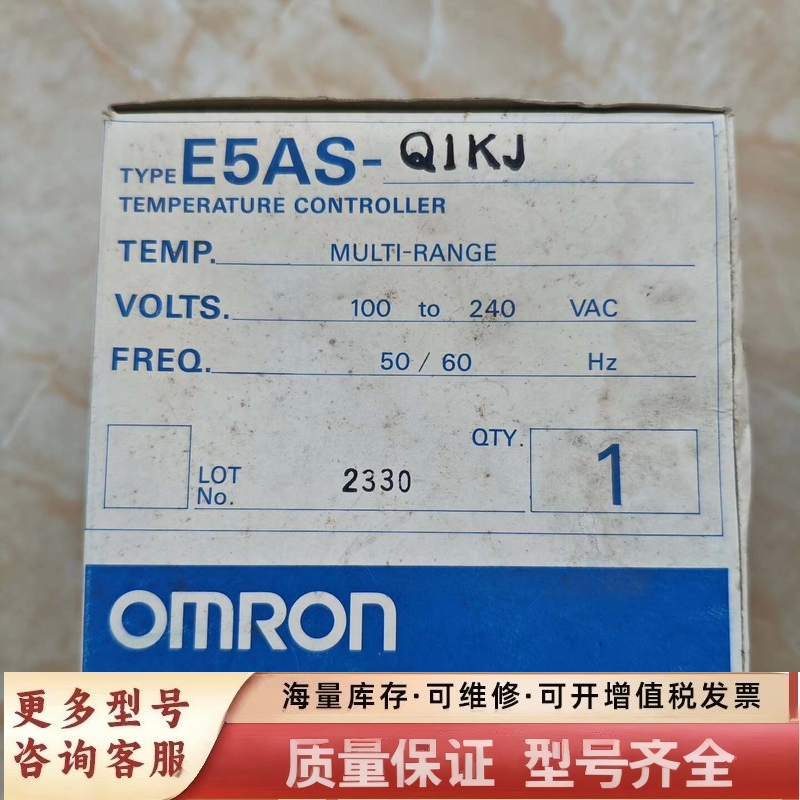 TYPE E5AS- Q1KJ
TEMPERATURE CONTROLLER
TEMP. MULTI-RANGE
VOLTS. 100 to 240 VAC
FREQ. 50 / 60 Hz
QTY. 1
LOT No. 2330
OMRON
更多型号
咨询客服
海量库存·可维修·可开增值税发票
质量保证 型号齐全